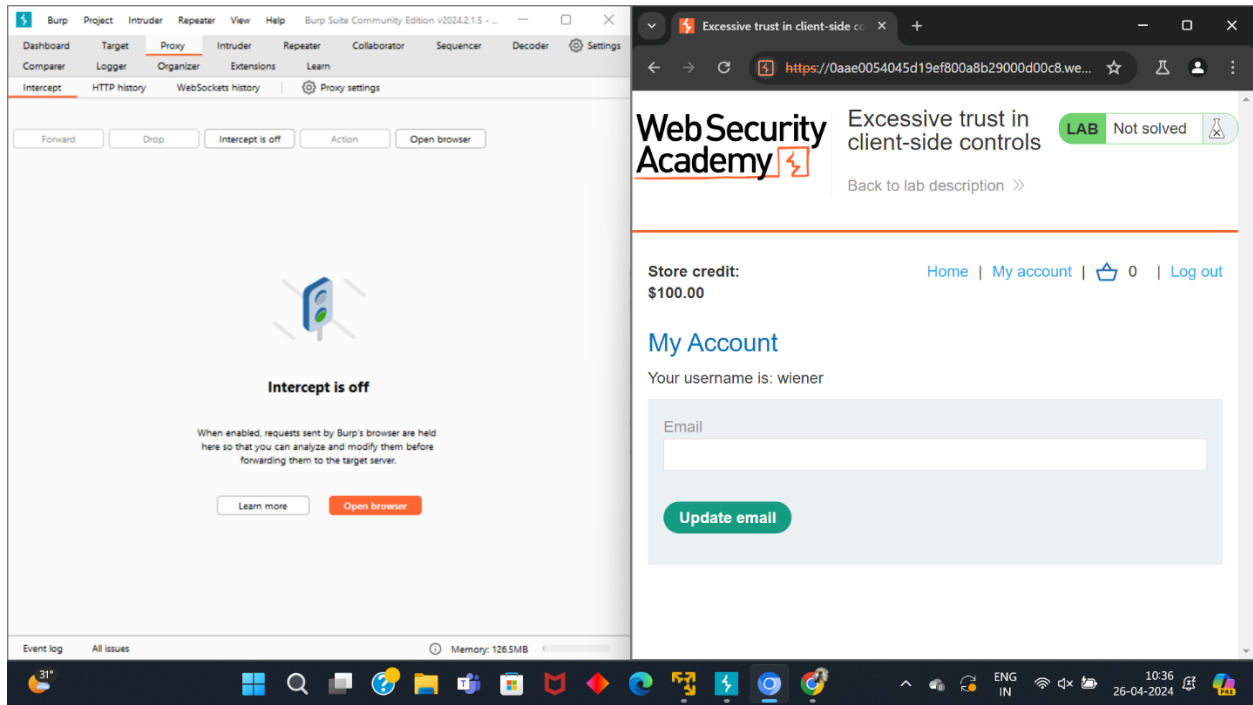 Burp Project Intruder Repeater View Help Burp Suite Community Edition v2024.2.1.5 - ...
Dashboard Target Proxy Intruder Repeater Collaborator Sequencer Decoder Settings
Comparer Logger Organizer Extensions Learn
Intercept HTTP history WebSockets history Proxy settings
Forward Drop Intercept is off Action Open browser
Intercept is off
When enabled, requests sent by Burp's browser are held
here so that you can analyze and modify them before
forwarding them to the target server.
Learn more Open browser
Event log All issues Memory: 126.5MB
Excessive trust in client-side co
https://0aae0054045d19ef800a8b29000d00c8.we...
WebSecurity
Academy
Excessive trust in
client-side controls
LAB Not solved
Back to lab description
Store credit:
$100.00
Home | My account | 0 | Log out
My Account
Your username is: wiener
Email
Update email
31°
ENG
IN
10:36
26-04-2024
PRE